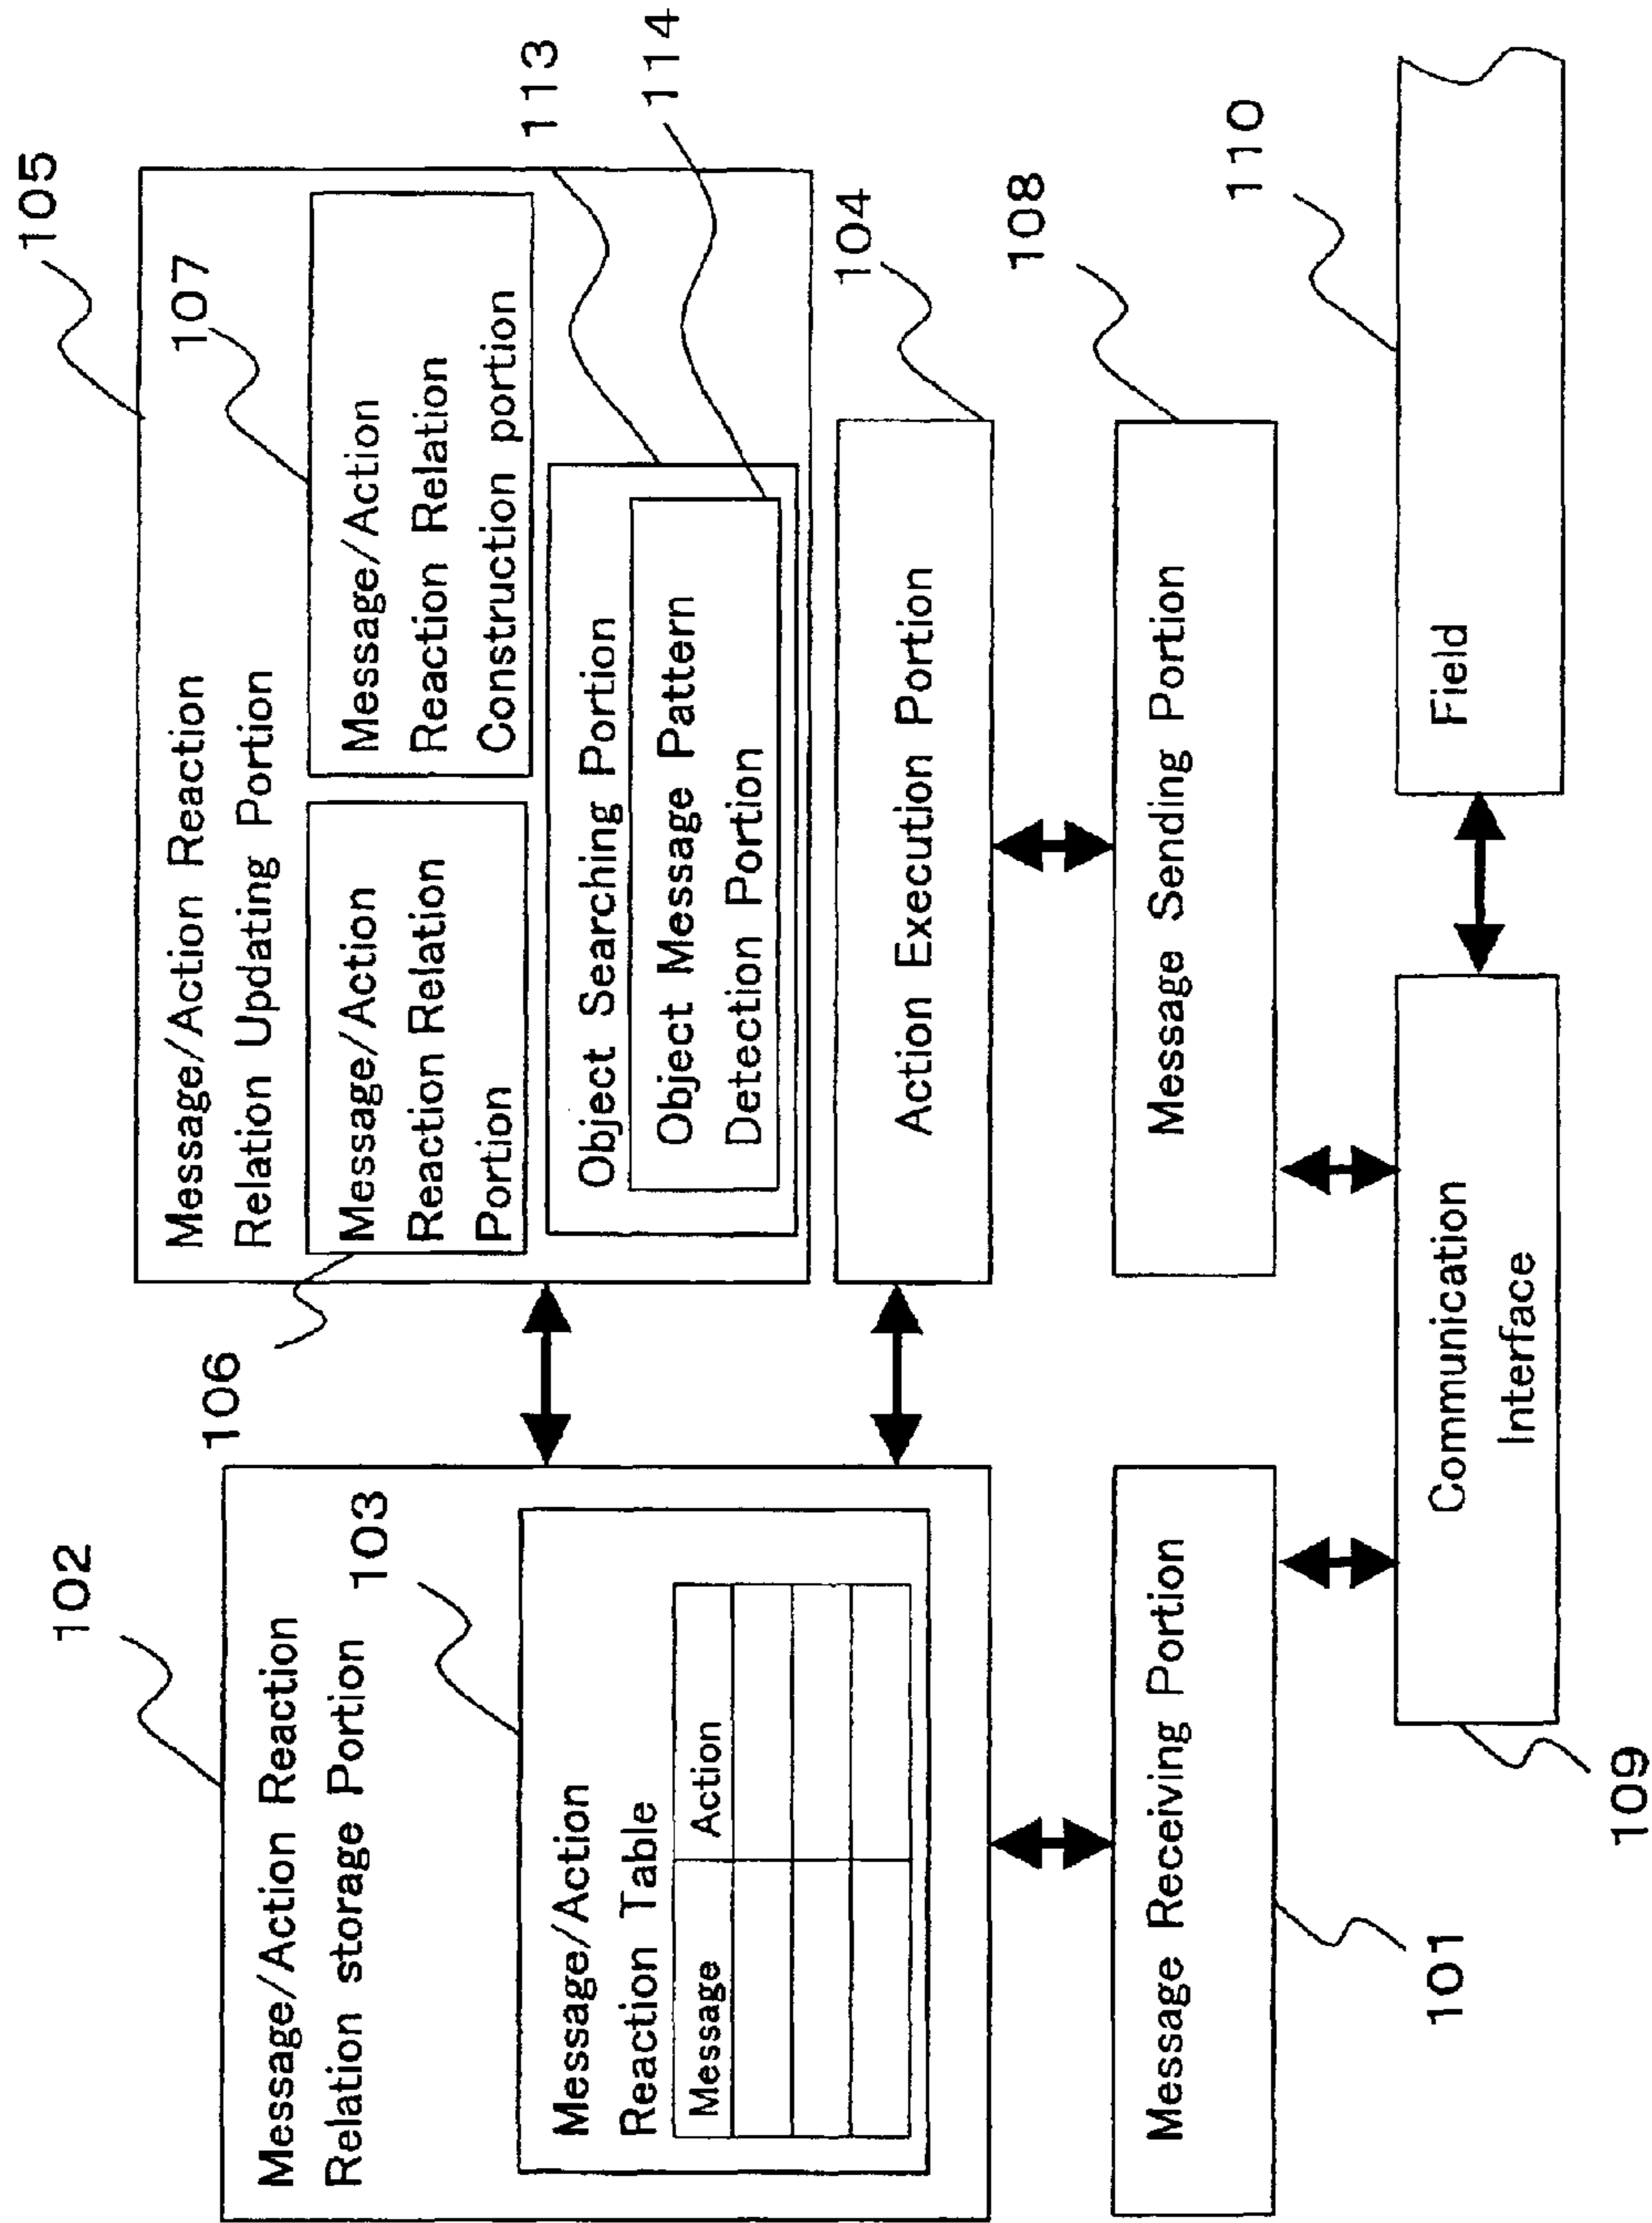 102
Message/Action Reaction
Relation storage Portion
103
Message/Action
Reaction Table
Message
Action
106
105
Message/Action Reaction
Relation Updating Portion
Message/Action
Reaction Relation
Portion
107
Message/Action
Reaction Relation
Construction portion
113
Object Searching Portion
114
Object Message Pattern
Detection Portion
104
Action Execution Portion
Message Receiving Portion
101
108
Message Sending Portion
Communication
Interface
109
110
Field